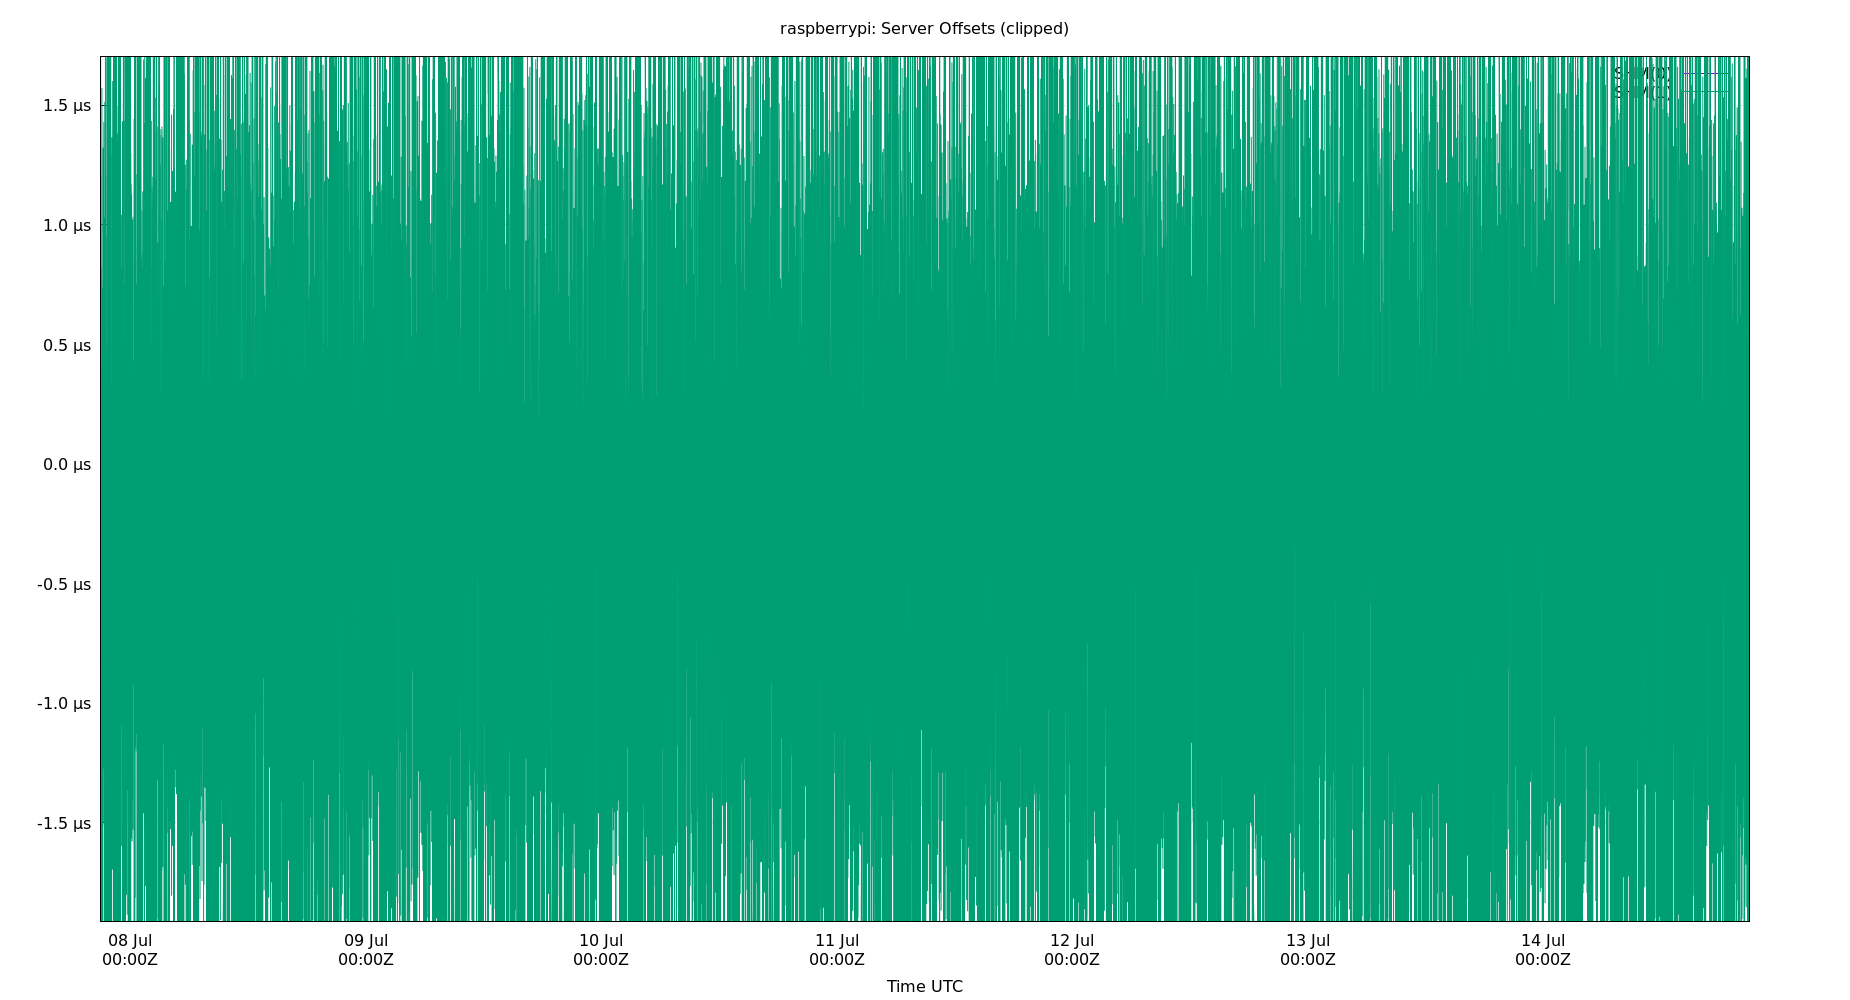 raspberrypi: Server Offsets (clipped)
1.5 µs
1.0 µs
0.5 µs
0.0 µs
-0.5 µs
-1.0 µs
-1.5 µs
08 Jul
00:00Z
09 Jul
00:00Z
10 Jul
00:00Z
11 Jul
00:00Z
12 Jul
00:00Z
13 Jul
00:00Z
14 Jul
00:00Z
Time UTC